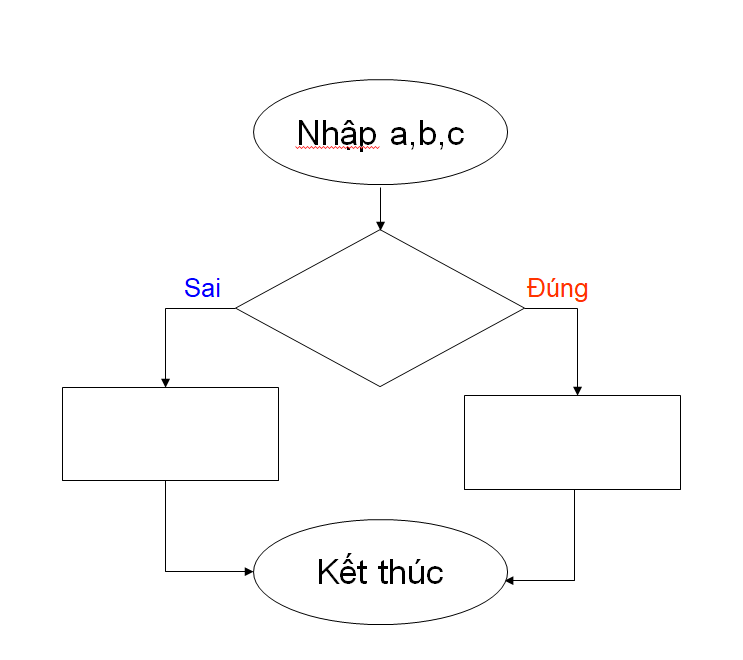 Nhập a,b,c
Sai
Đúng
Kết thúc